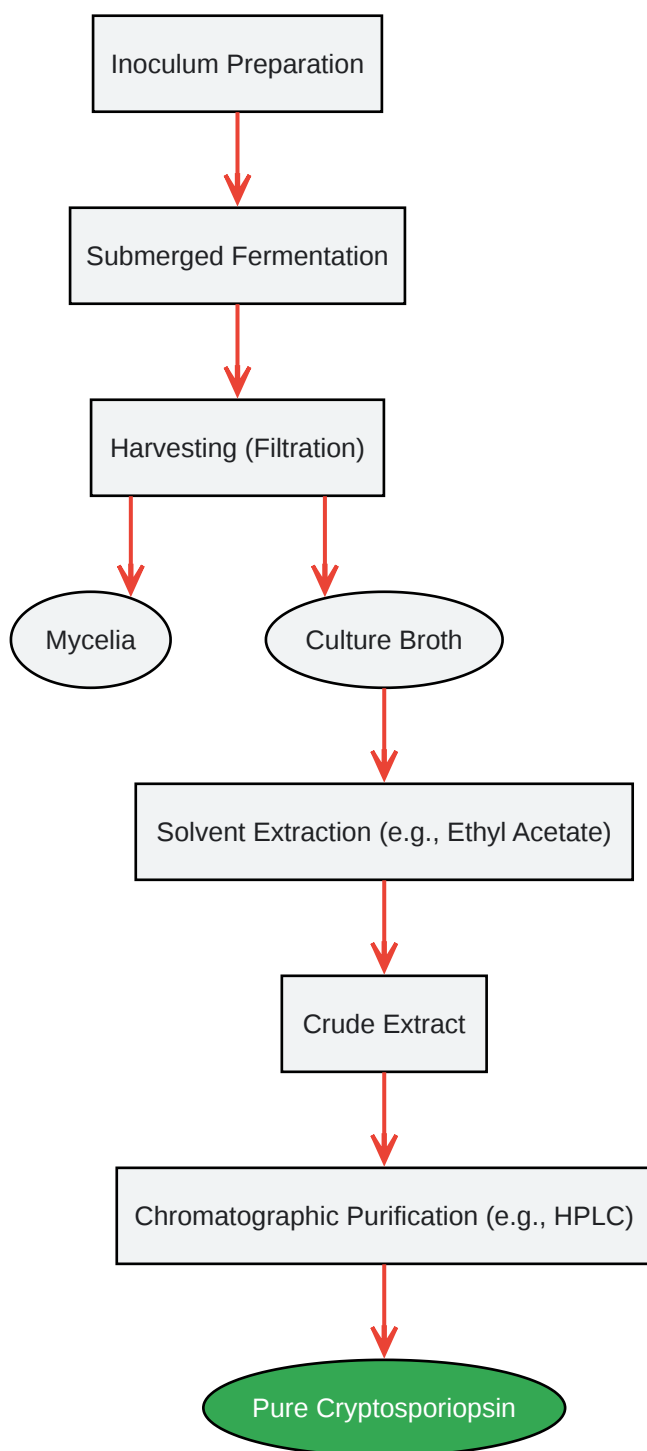 Inoculum Preparation
Submerged Fermentation
Harvesting (Filtration)
Mycelia
Culture Broth
Solvent Extraction (e.g., Ethyl Acetate)
Crude Extract
Chromatographic Purification (e.g., HPLC)
Pure Cryptosporiopsin